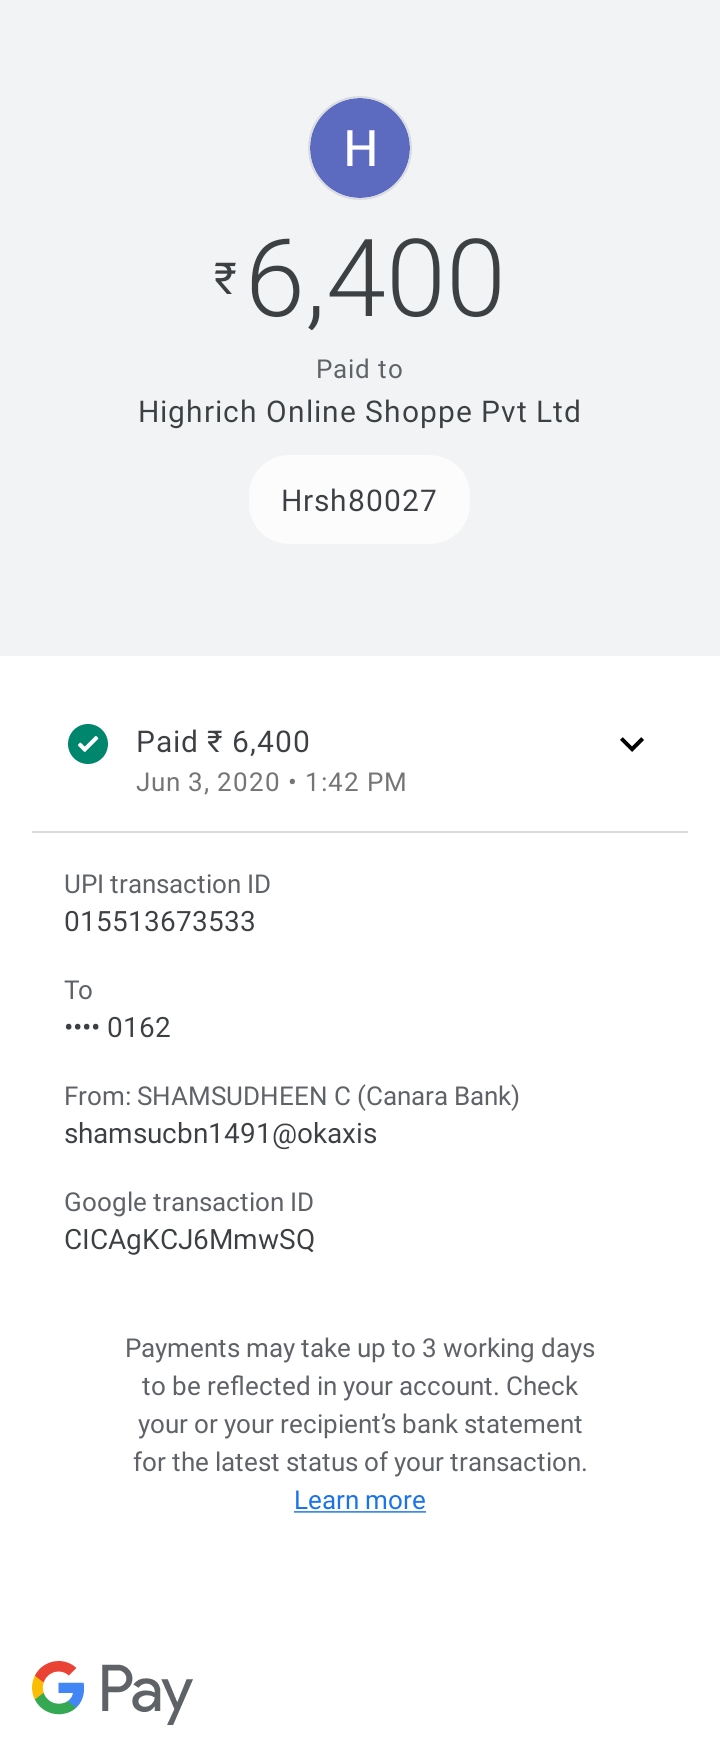 H
₹6,400
Paid to
Highrich Online Shoppe Pvt Ltd
Hrsh80027
Paid ₹ 6,400
Jun 3, 2020 • 1:42 PM
UPI transaction ID
015513673533
To
•••• 0162
From: SHAMSUDHEEN C (Canara Bank)
shamsucbn1491@okaxis
Google transaction ID
CICAgKCJ6MmwSQ
Payments may take up to 3 working days
to be reflected in your account. Check
your or your recipient’s bank statement
for the latest status of your transaction.
Learn more
G Pay